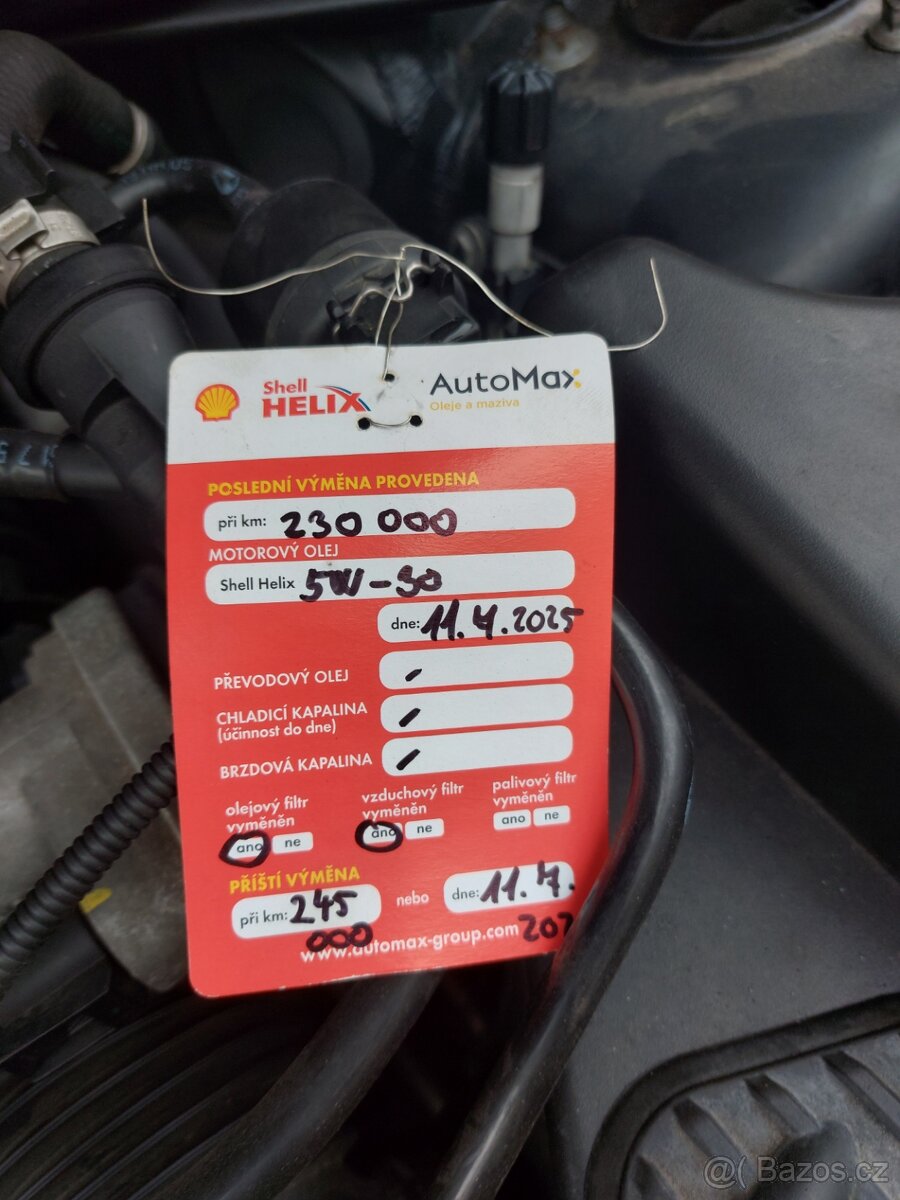 Shell
HELIX
AutoMax
Oleje a maziva
POSLEDNÍ VÝMĚNA PROVEDENA
při km: 230 000
MOTOROVÝ OLEJ
Shell Helix 5W-30
dne: 11.4.2025
PŘEVODOVÝ OLEJ -
CHLADICÍ KAPALINA
(účinnost do dne) -
BRZDOVÁ KAPALINA -
olejový filtr
vyměněn
ano ne
vzduchový filtr
vyměněn
ano ne
palivový filtr
vyměněn
ano ne
PŘÍŠTÍ VÝMĚNA
při km: 245
000
nebo
dne: 11.4.
202
www.automax-group.com
@( Bazos.cz